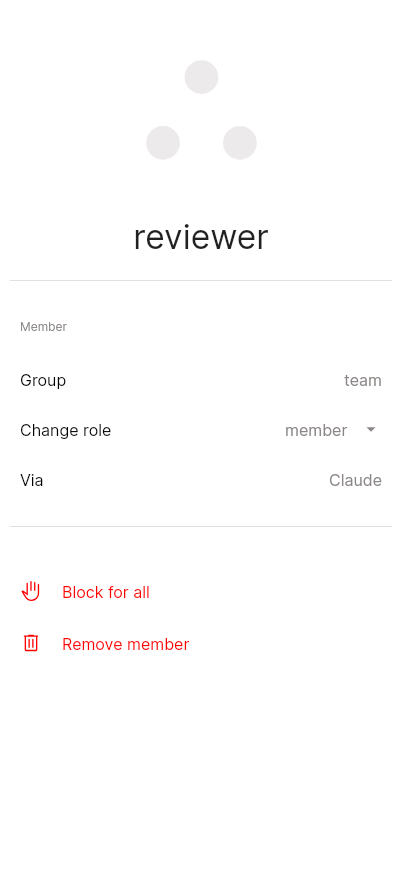 reviewer
Member
Group team
Change role member
Via Claude
Block for all
Remove member